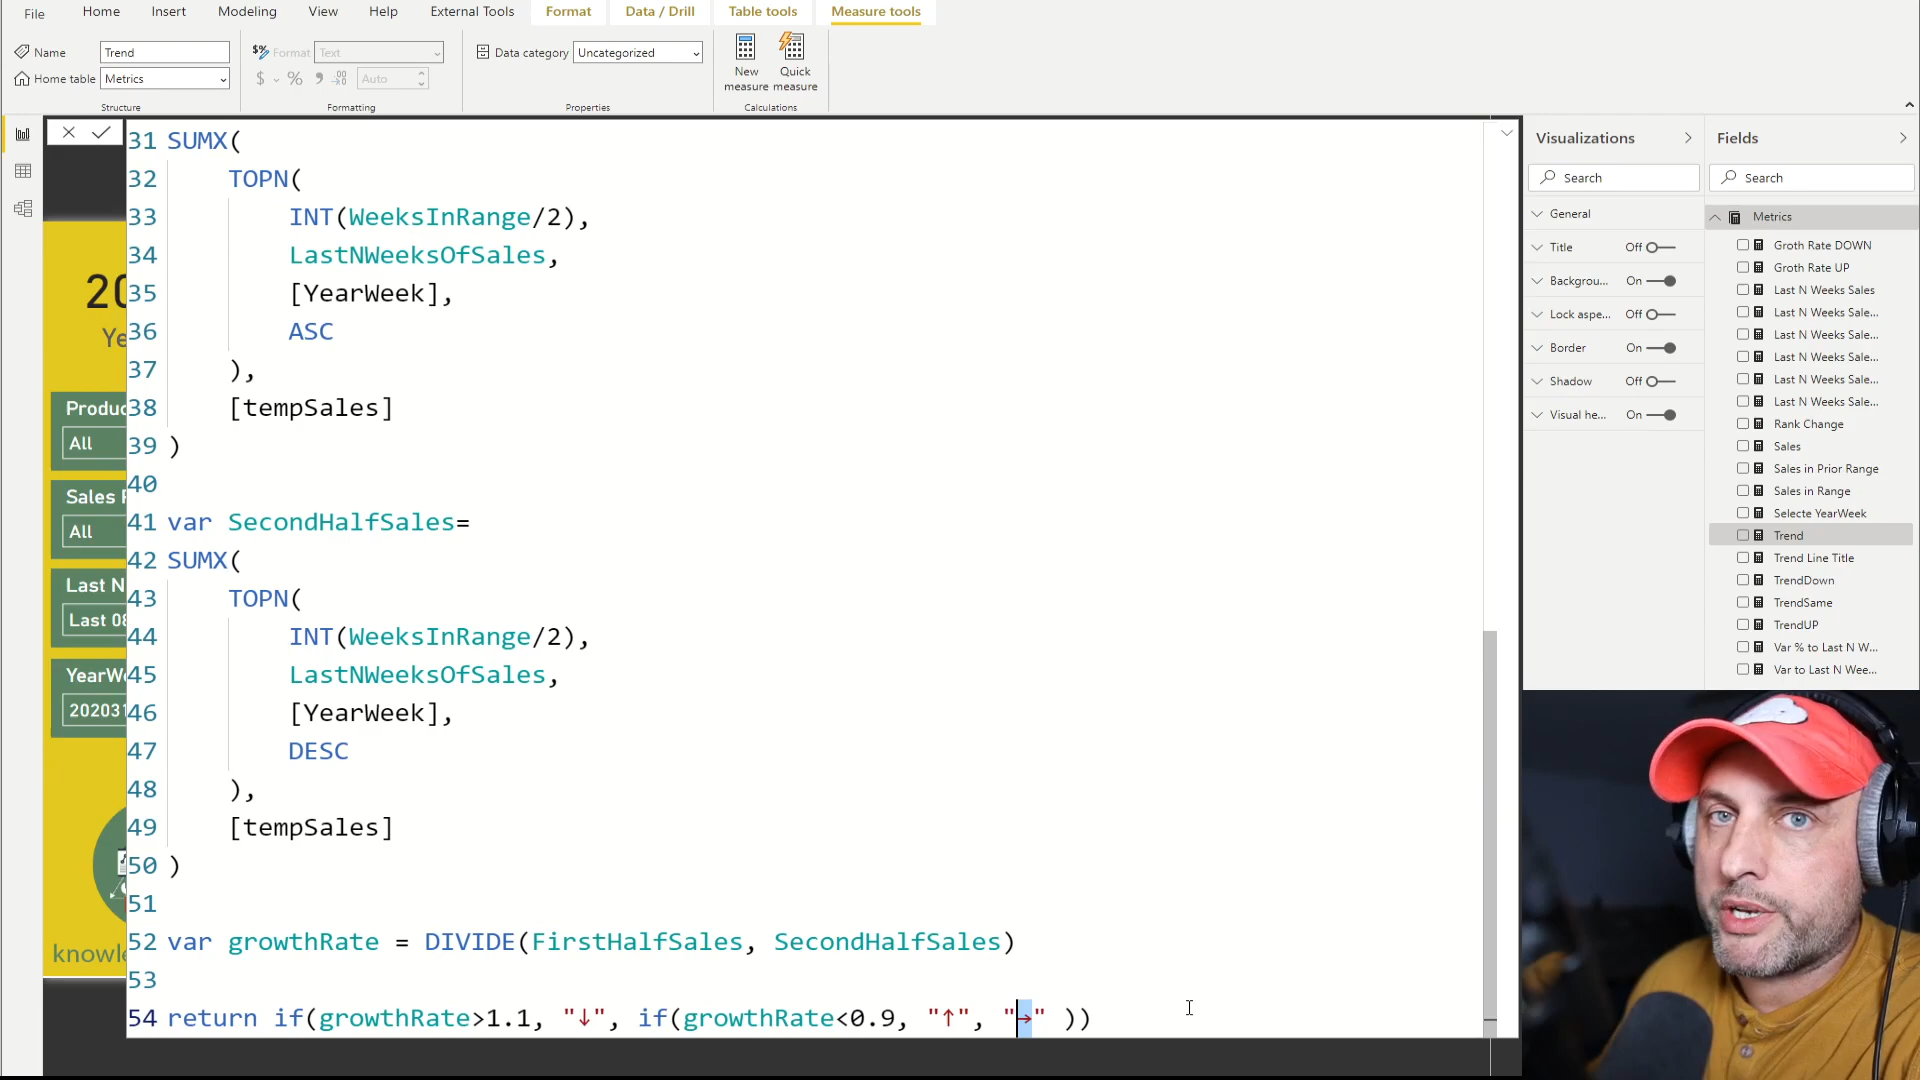 File
Home
Insert
Modeling
View
Help
External Tools
Format
Data / Drill
Table tools
Measure tools
Name
Trend
Home table
Metrics
Structure
$% Format
Text
$ % 9 Auto
Formatting
Data category
Uncategorized
Properties
New
measure
Quick
measure
Calculations
31 SUMX(
32 TOPN(
33 INT(WeeksInRange/2),
34 LastNWeeksOfSales,
35 [YearWeek],
36 ASC
37 ),
38 [tempSales]
39 )
40
41 var SecondHalfSales=
42 SUMX(
43 TOPN(
44 INT(WeeksInRange/2),
45 LastNWeeksOfSales,
46 [YearWeek],
47 DESC
48 ),
49 [tempSales]
50 )
51
52 var growthRate = DIVIDE(FirstHalfSales, SecondHalfSales)
53
54 return if(growthRate>1.1, "↓", if(growthRate<0.9, "↑", "→" ))
20
Ye
Produc
All
Sales
All
Last N
Last 08
YearWe
202031
knowle
Visualizations
Search
General
Title Off
Backgrou... On
Lock aspe... Off
Border On
Shadow Off
Visual he... On
Fields
Search
Metrics
Groth Rate DOWN
Groth Rate UP
Last N Weeks Sales
Last N Weeks Sale...
Last N Weeks Sale...
Last N Weeks Sale...
Last N Weeks Sale...
Last N Weeks Sale...
Rank Change
Sales
Sales in Prior Range
Sales in Range
Selecte YearWeek
Trend
Trend Line Title
TrendDown
TrendSame
TrendUP
Var % to Last N W...
Var to Last N Wee...